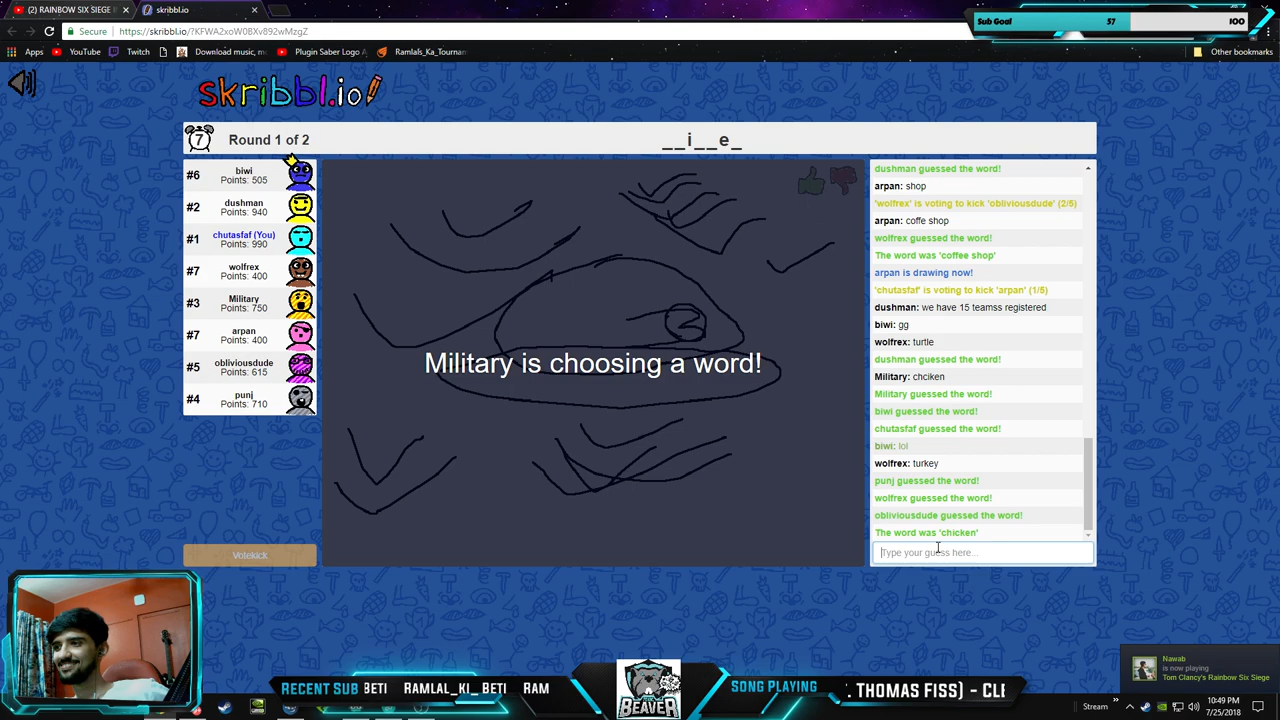 (2) RAINBOW SIX SIEGE
skribbl.io
Secure
https://skribbl.io/?KFWA2xoW0BXv892wMzgZ
Sub Goal
57
100
Apps
YouTube
Twitch
Download music, m
Plugin Saber Logo A
Ramlals_Ka_Tournam
Other bookmarks
skribbl.io
7
Round 1 of 2
__i__e_
#6
biwi
Points: 505
#2
dushman
Points: 940
#1
chutasfaf (You)
Points: 990
#7
wolfrex
Points: 400
#3
Military
Points: 750
#7
arpan
Points: 400
#5
obliviousdude
Points: 615
#4
punj
Points: 710
Votekick
Military is choosing a word!
dushman guessed the word!
arpan: shop
'wolfrex' is voting to kick 'obliviousdude' (2/5)
arpan: coffe shop
wolfrex guessed the word!
The word was 'coffee shop'
arpan is drawing now!
'chutasfaf' is voting to kick 'arpan' (1/5)
dushman: we have 15 teamss registered
biwi: gg
wolfrex: turtle
dushman guessed the word!
Military: chciken
Military guessed the word!
biwi guessed the word!
chutasfaf guessed the word!
biwi: lol
wolfrex: turkey
punj guessed the word!
wolfrex guessed the word!
obliviousdude guessed the word!
The word was 'chicken'
Type your guess here...
Nawab
is now playing
Tom Clancy's Rainbow Six Siege
RECENT SUB
BETI RAMLAL_KI_BETI RAM
BEAVER
SONG PLAYING
. THOMAS FISS) - CLE
Stream
10:49 PM
7/25/2018